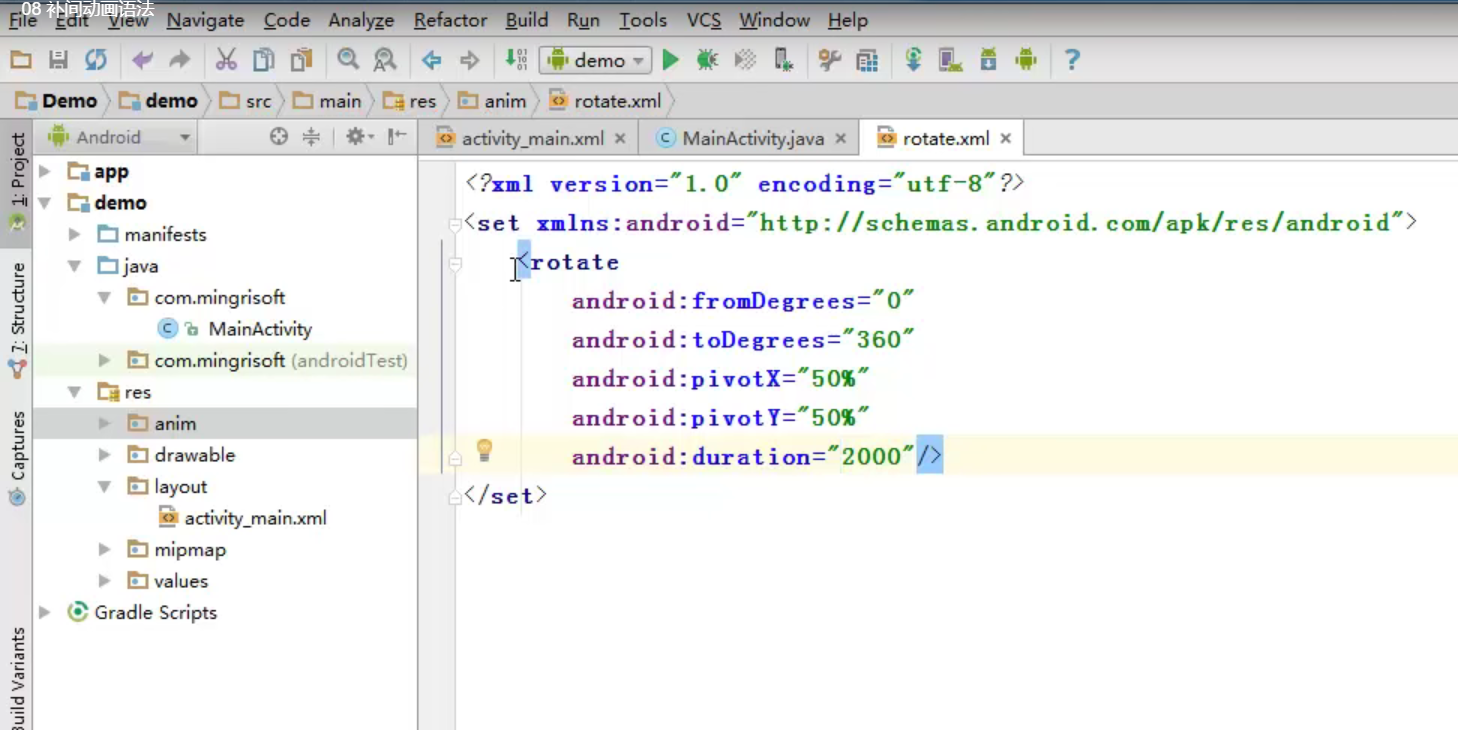 08 补间动画语法
File Edit View Navigate Code Analyze Refactor Build Run Tools VCS Window Help
demo
Demo demo src main res anim rotate.xml
1: Project
Android
activity_main.xml MainActivity.java rotate.xml
app
demo
manifests
java
com.mingrisoft
MainActivity
com.mingrisoft (androidTest)
res
anim
drawable
layout
activity_main.xml
mipmap
values
Gradle Scripts
7: Structure
Captures
Build Variants
<?xml version="1.0" encoding="utf-8"?>
<set xmlns:android="http://schemas.android.com/apk/res/android">
<rotate
android:fromDegrees="0"
android:toDegrees="360"
android:pivotX="50%"
android:pivotY="50%"
android:duration="2000"/>
</set>